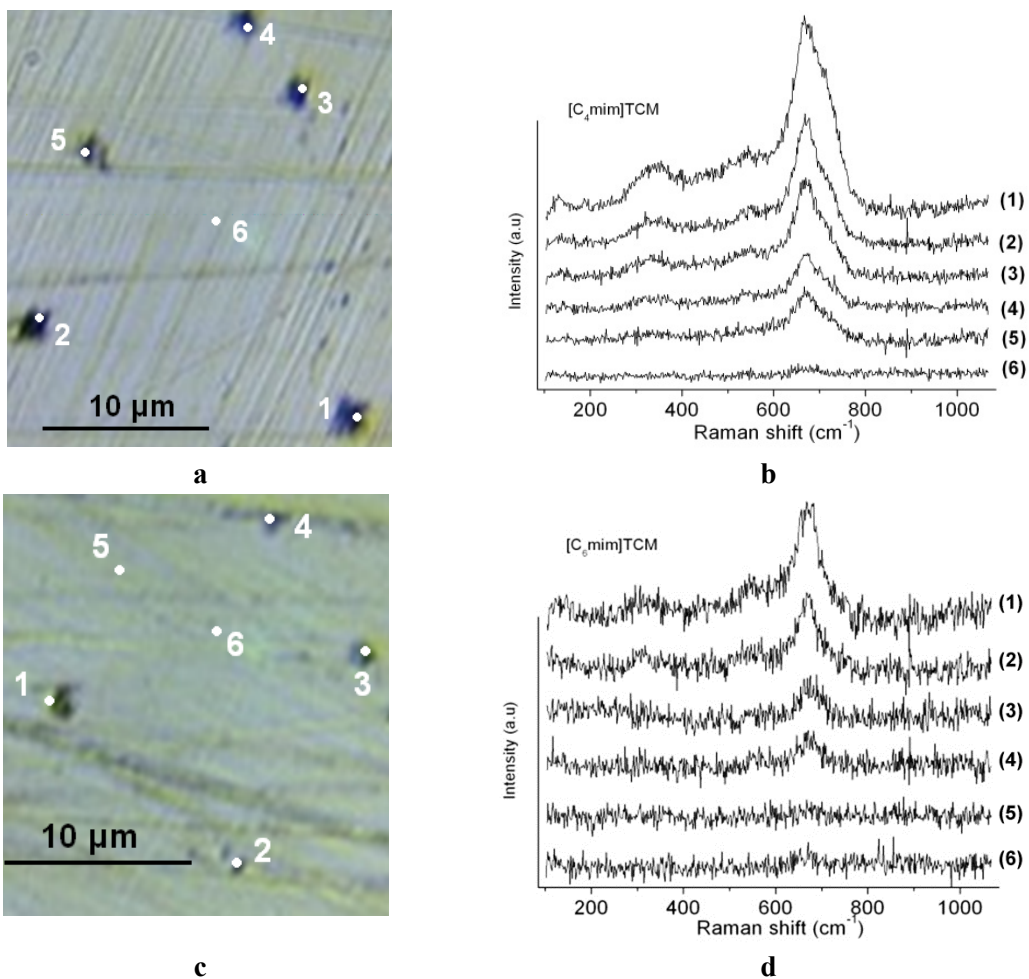 4
3
5
6
2
10 µm
1
a
[C₄mim]TCM
Intensity (a.u)
(1)
(2)
(3)
(4)
(5)
(6)
200 400 600 800 1000
Raman shift (cm⁻¹)
b
4
5
6
1
3
10 µm
2
c
[C₆mim]TCM
Intensity (a.u)
(1)
(2)
(3)
(4)
(5)
(6)
200 400 600 800 1000
Raman shift (cm⁻¹)
d